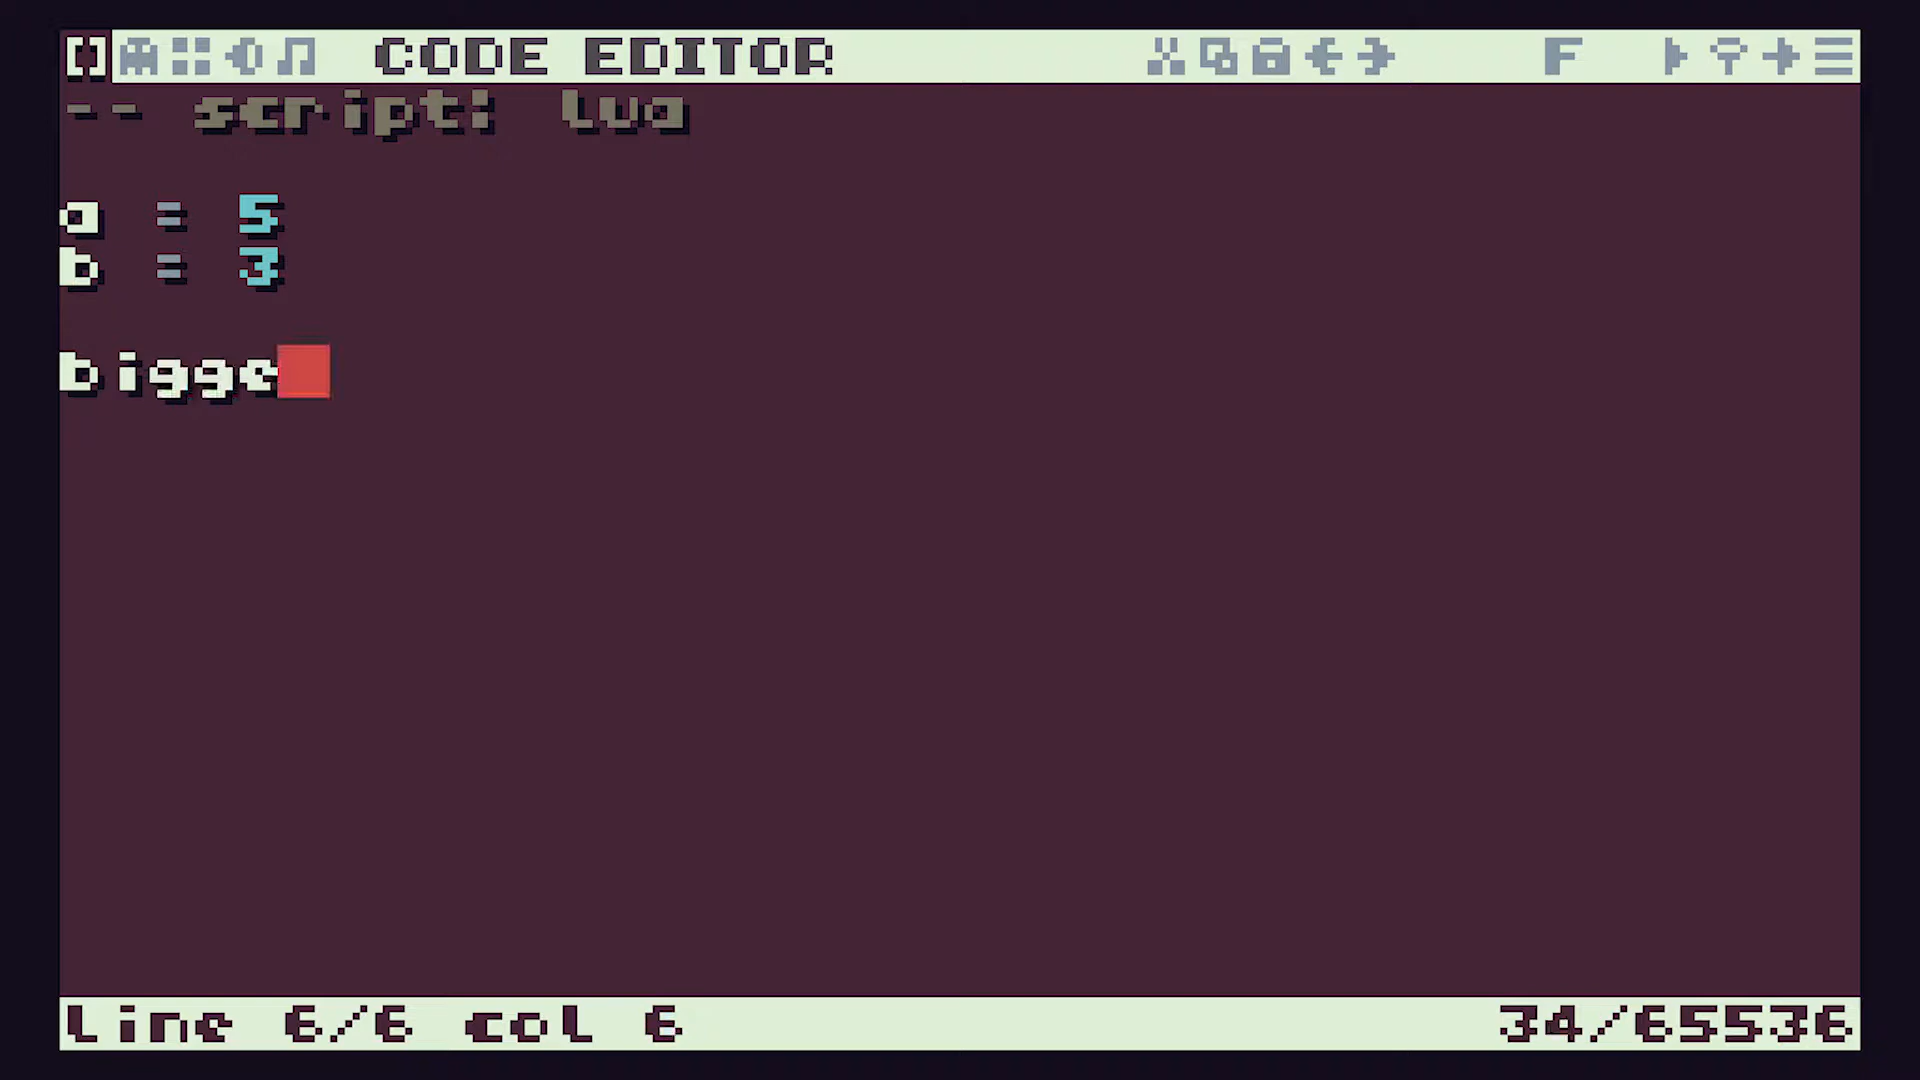 CODE EDITOR F
-- script: lua
a = 5
b = 3
bigge
line 6/6 col 6 34/65536